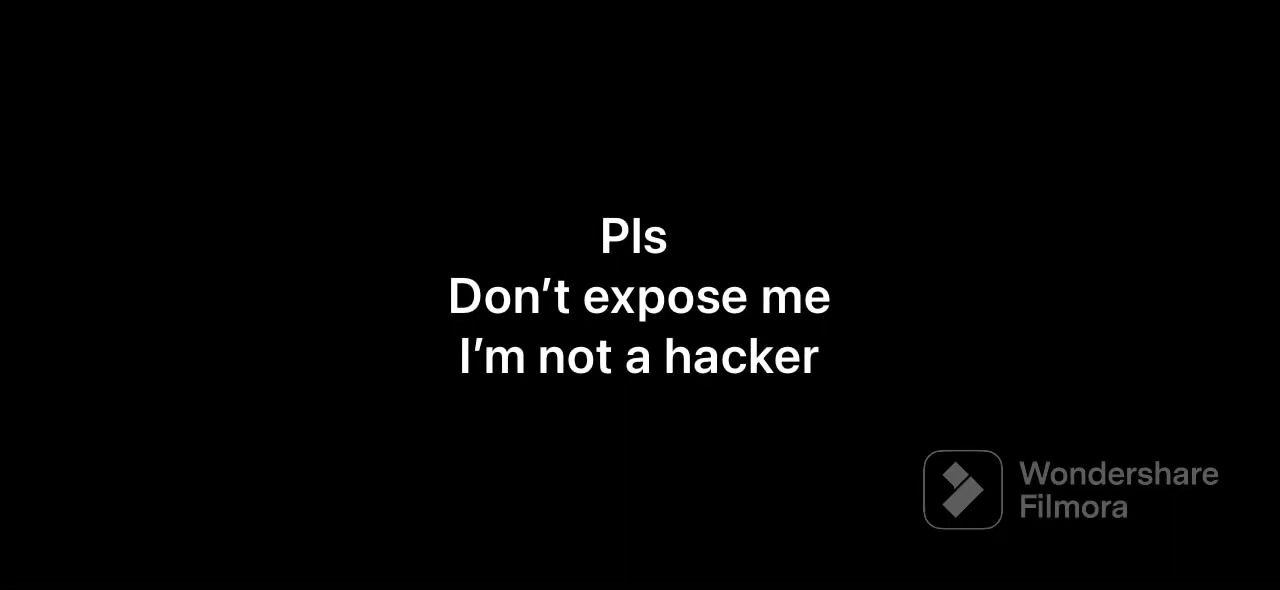 Pls
Don’t expose me
I’m not a hacker
Wondershare
Filmora